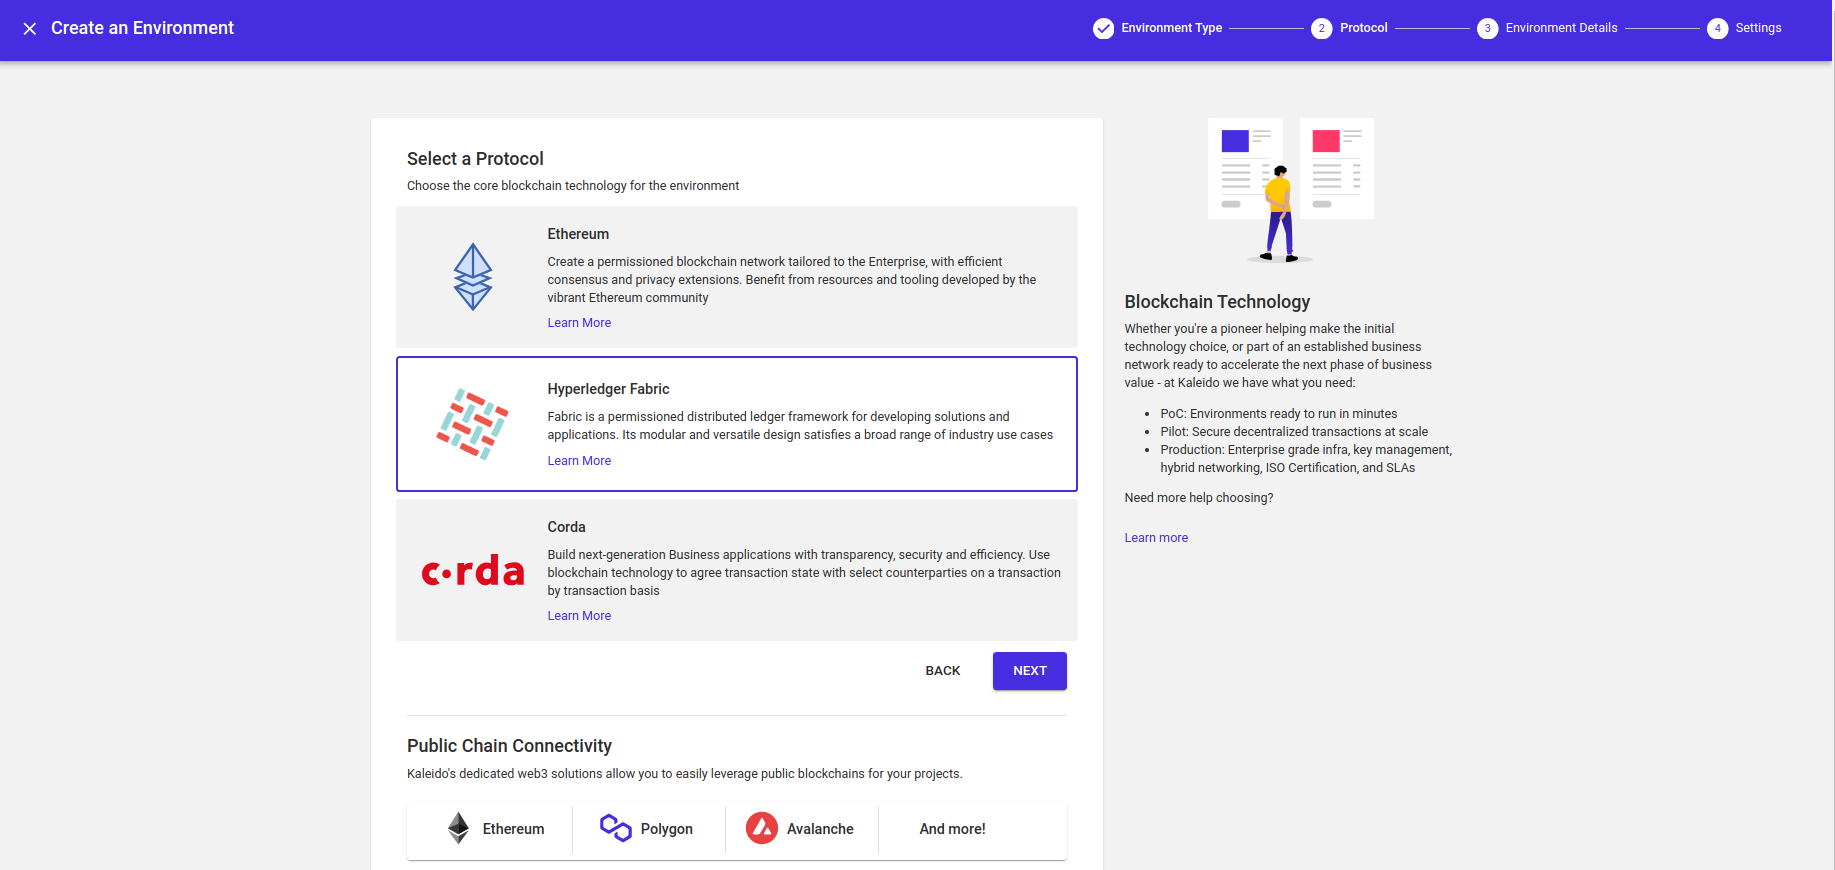 Create an Environment
Environment Type
2 Protocol
3 Environment Details
4 Settings
Select a Protocol
Choose the core blockchain technology for the environment
Ethereum
Create a permissioned blockchain network tailored to the Enterprise, with efficient
consensus and privacy extensions. Benefit from resources and tooling developed by the
vibrant Ethereum community
Learn More
Hyperledger Fabric
Fabric is a permissioned distributed ledger framework for developing solutions and
applications. Its modular and versatile design satisfies a broad range of industry use cases
Learn More
c·rda
Corda
Build next-generation Business applications with transparency, security and efficiency. Use
blockchain technology to agree transaction state with select counterparties on a transaction
by transaction basis
Learn More
BACK
NEXT
Public Chain Connectivity
Kaleido's dedicated web3 solutions allow you to easily leverage public blockchains for your projects.
Ethereum
Polygon
Avalanche
And more!
Blockchain Technology
Whether you're a pioneer helping make the initial
technology choice, or part of an established business
network ready to accelerate the next phase of business
value - at Kaleido we have what you need:
• PoC: Environments ready to run in minutes
• Pilot: Secure decentralized transactions at scale
• Production: Enterprise grade infra, key management,
hybrid networking, ISO Certification, and SLAs
Need more help choosing?
Learn more